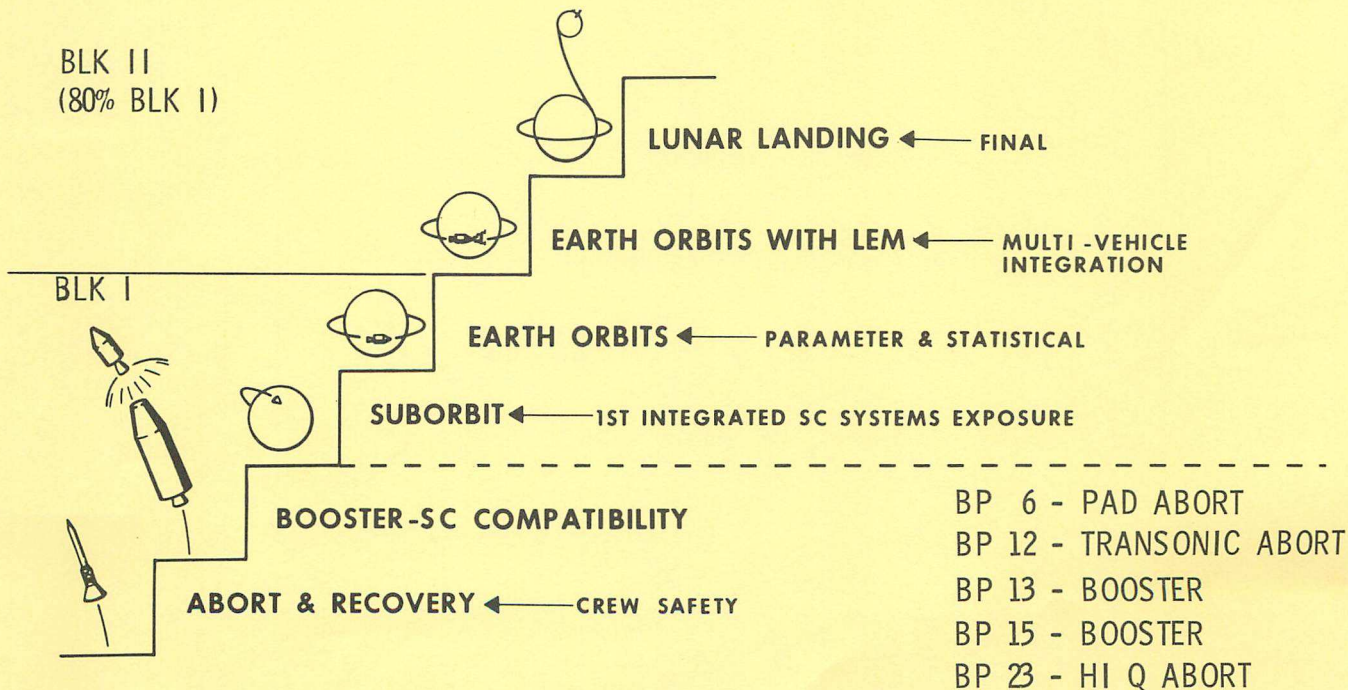 BLK II
(80% BLK I)
LUNAR LANDING
FINAL
EARTH ORBITS WITH LEM
MULTI-VEHICLE
INTEGRATION
BLK I
EARTH ORBITS
PARAMETER & STATISTICAL
SUBORBIT
1ST INTEGRATED SC SYSTEMS EXPOSURE
BOOSTER-SC COMPATIBILITY
ABORT & RECOVERY
CREW SAFETY
BP 6 - PAD ABORT
BP 12 - TRANSONIC ABORT
BP 13 - BOOSTER
BP 15 - BOOSTER
BP 23 - HI Q ABORT